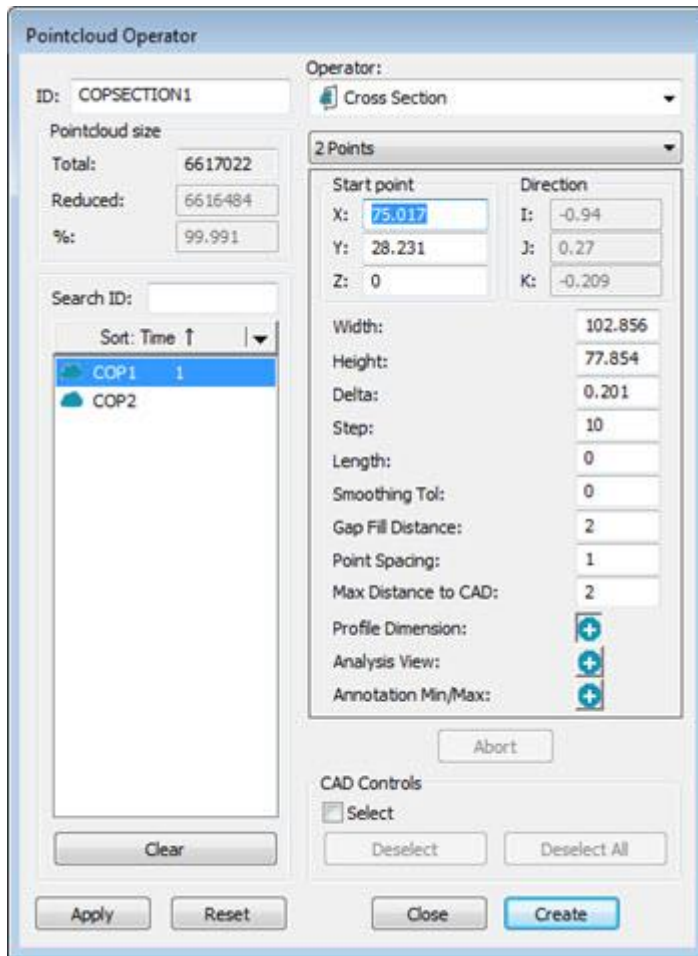 Pointcloud Operator
ID: COPSECTION1
Operator:
Cross Section
Pointcloud size
Total: 6617022
Reduced: 6616484
%: 99.991
Search ID:
Sort: Time ↑
COP1 1
COP2
Clear
2 Points
Start point Direction
X: 75.017 I: -0.94
Y: 28.231 J: 0.27
Z: 0 K: -0.209
Width: 102.856
Height: 77.854
Delta: 0.201
Step: 10
Length: 0
Smoothing Tol: 0
Gap Fill Distance: 2
Point Spacing: 1
Max Distance to CAD: 2
Profile Dimension:
Analysis View:
Annotation Min/Max:
Abort
CAD Controls
Select
Deselect Deselect All
Apply Reset Close Create